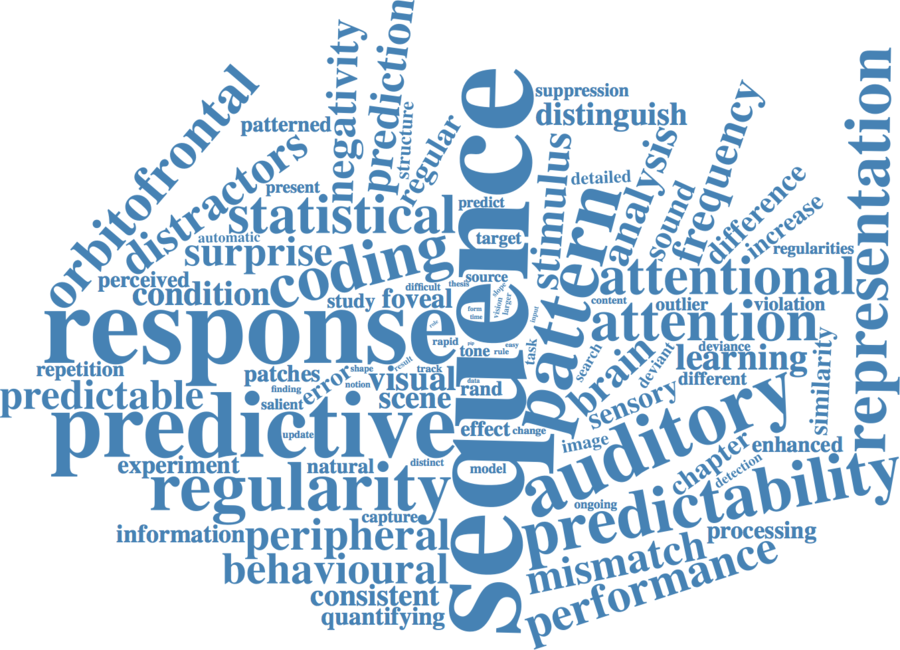 orbitofrontal
patterned
negativity
prediction
structure
regular
suppression
distinguish
distractors
present
statistical
predict
sequence
stimulus
detailed
analysis
sound
frequency
difference
increase
regularities
representation
automatic
surprise
coding
target
pattern
perceived
condition
difficult
thesis
source
slope
vision
larger
form
time
input
attentional
content
outlier
violation
study
foveal
response
role
rapid
pop
easy
tone
rule
task
search
attention
deviance
deviant
learning
similarity
repetition
patches
error
shape
result
notion
track
visual
data
rand
brain
different
predictable
finding
salient
scene
sensory
auditory
predictive
update
effect
change
image
chapter
enhanced
detection
experiment
natural
distinct
model
regularity
capture
ongoing
predictability
information
peripheral
processing
behavioural
mismatch
consistent
performance
quantifying